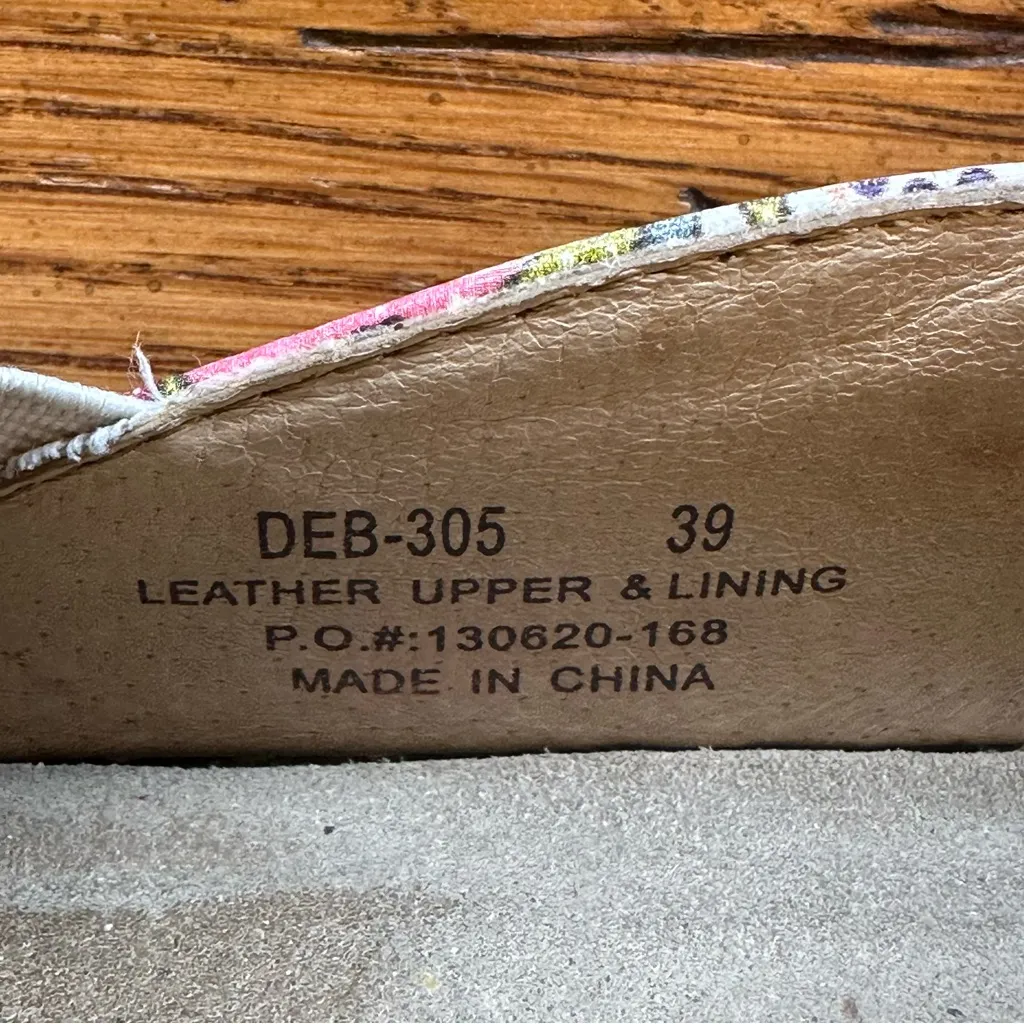 DEB-305 39
LEATHER UPPER & LINING
P.O.#:130620-168
MADE IN CHINA